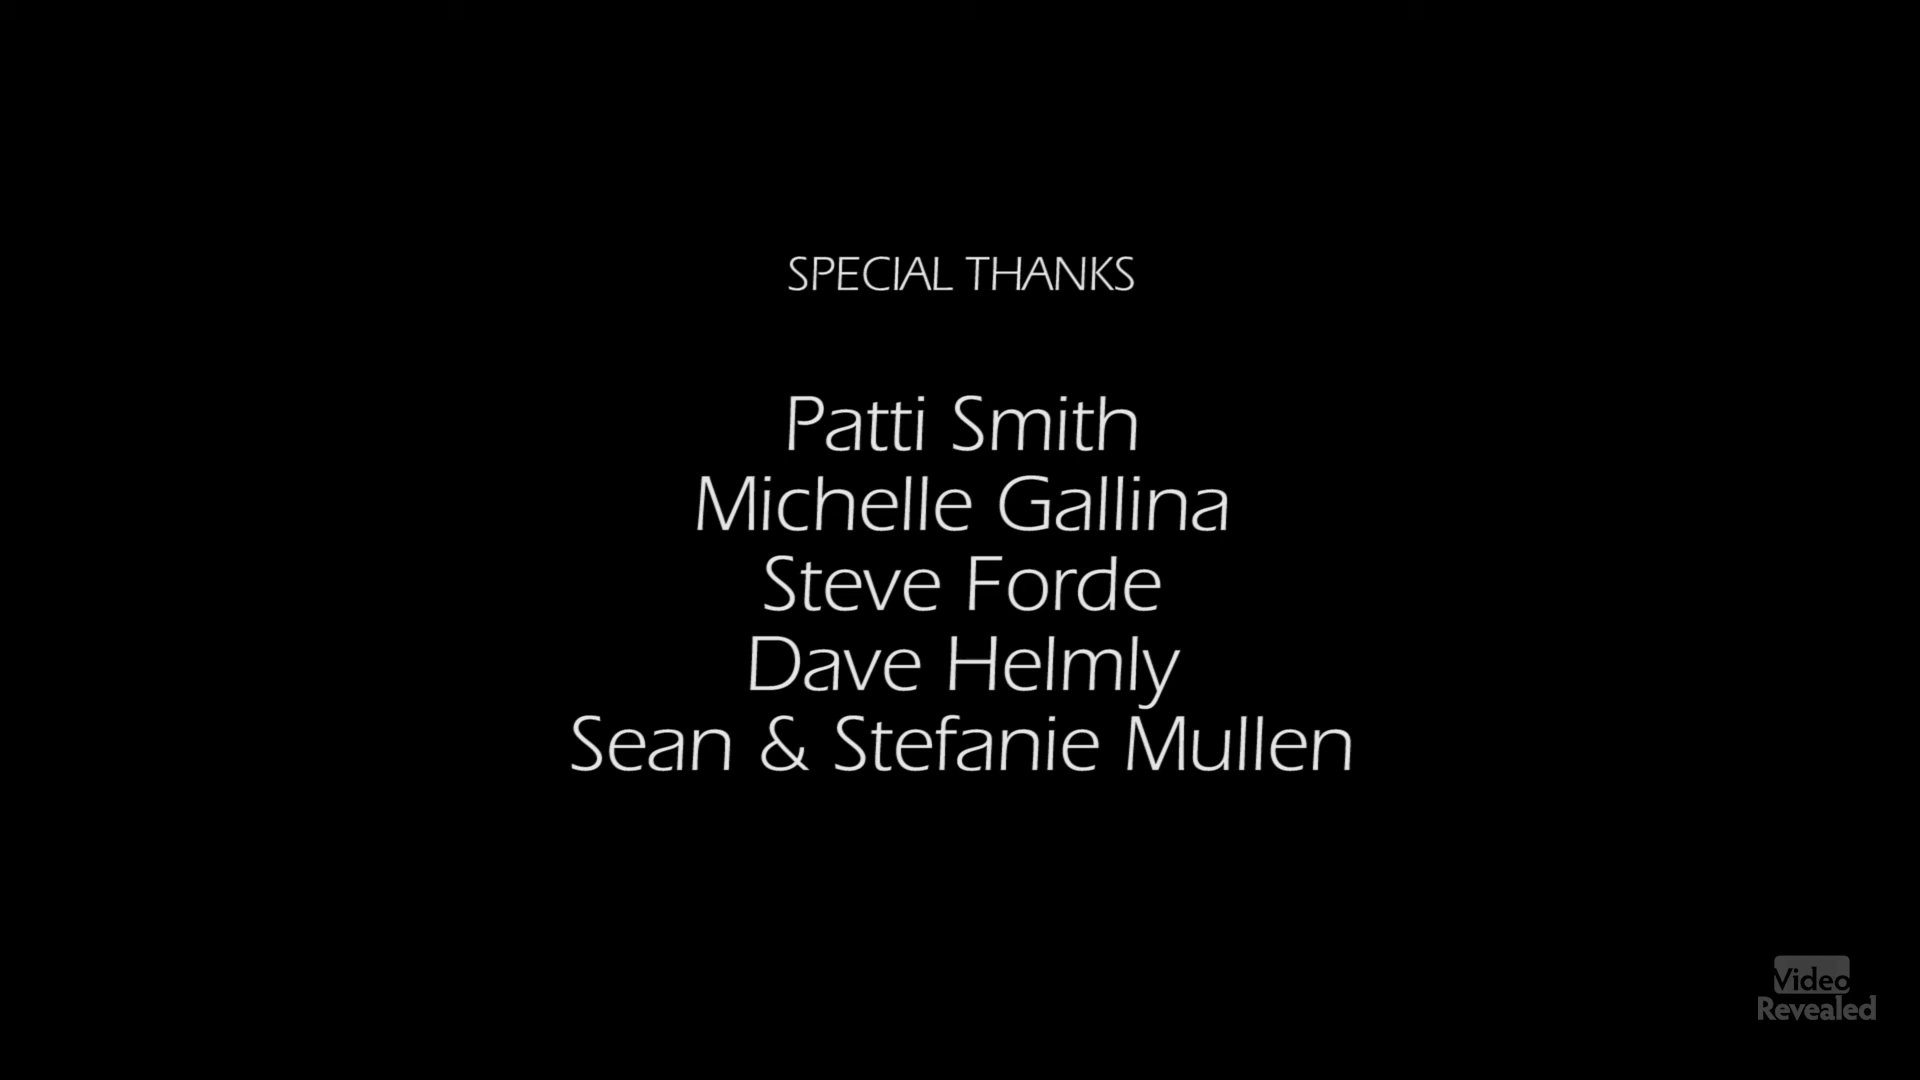 SPECIAL THANKS
Patti Smith
Michelle Gallina
Steve Forde
Dave Helmly
Sean & Stefanie Mullen
Video
Revealed